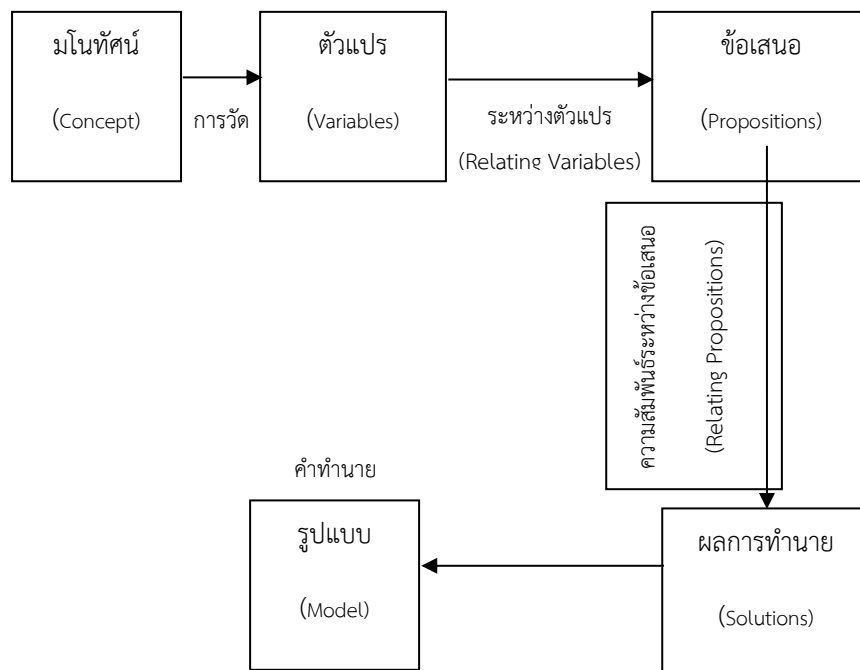 มโนทัศน์
(Concept)
การวัด
ตัวแปร
(Variables)
ระหว่างตัวแปร
(Relating Variables)
ข้อเสนอ
(Propositions)
ความสัมพันธ์ระหว่างข้อเสนอ
(Relating Propositions)
ผลการทำนาย
(Solutions)
คำทำนาย
รูปแบบ
(Model)